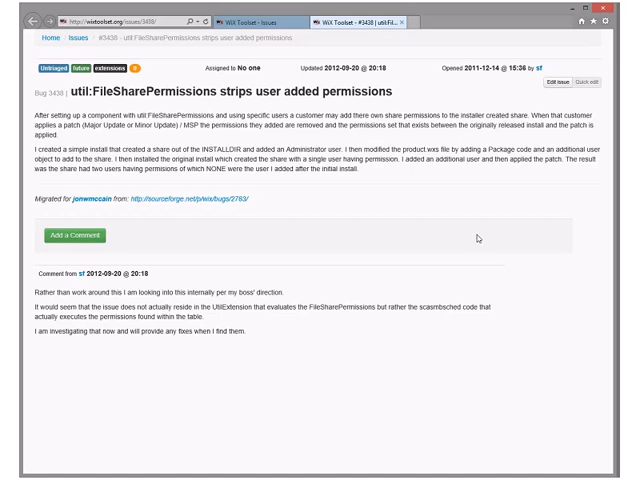 http://wixtoolset.org/issues/3438/
WiX Toolset - Issues
WiX Toolset - #3438 | util:Fil...
Home Issues #3438 - util:FileSharePermissions strips user added permissions
Untriaged future extensions 0 Assigned to No one Updated 2012-09-20 @ 20:18 Opened 2011-12-14 @ 15:36 by sf
Edit issue Quick edit
Bug 3438 | util:FileSharePermissions strips user added permissions
After setting up a component with util:FileSharePermissions and using specific users a customer may add there own share permissions to the installer created share. When that customer
applies a patch (Major Update or Minor Update) / MSP the permissions they added are removed and the permissions set that exists between the originally released install and the patch is
applied.
I created a simple install that created a share out of the INSTALLDIR and added an Administrator user. I then modified the product.wxs file by adding a Package code and an additional user
object to add to the share. I then installed the original install which created the share with a single user having permission. I added an additional user and then applied the patch. The result
was the share had two users having permisions of which NONE were the user I added after the initial install.
Migrated for jonwmccain from: http://sourceforge.net/p/wix/bugs/2783/
Add a Comment
Comment from sf 2012-09-20 @ 20:18
Rather than work around this I am looking into this internally per my boss' direction.
It would seem that the issue does not actually reside in the UtilExtension that evaluates the FileSharePermissions but rather the scasmbsched code that
actually executes the permissions found within the table.
I am investigating that now and will provide any fixes when I find them.